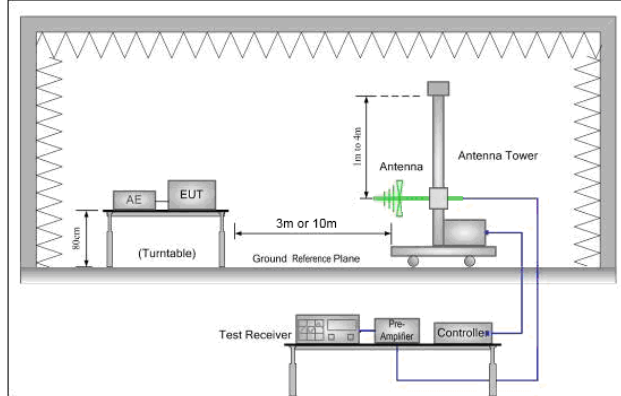 1m to 4m
Antenna
Antenna Tower
AE
EUT
80cm
3m or 10m
(Turntable)
Ground Reference Plane
Test Receiver
Pre-
Amplifier
Controller